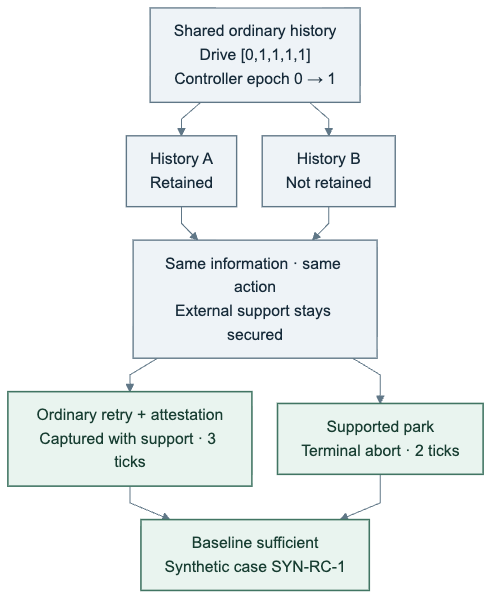 Shared ordinary history
Drive [0,1,1,1,1]
Controller epoch 0 → 1
History A
Retained
History B
Not retained
Same information · same
action
External support stays
secured
Ordinary retry + attestation
Captured with support · 3
ticks
Supported park
Terminal abort · 2 ticks
Baseline sufficient
Synthetic case SYN-RC-1